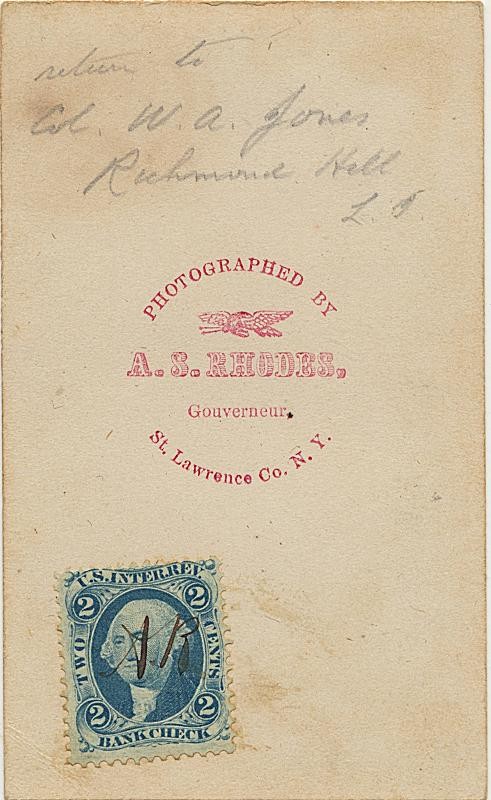 return to
Col. W. A. Jones
Richmond Hill
L. I.
PHOTOGRAPHED BY
A. S. RHODES,
Gouverneur,
St. Lawrence Co. N. Y.
U.S. INTER. REV.
2 2
TWO CENTS
2 2
BANK CHECK